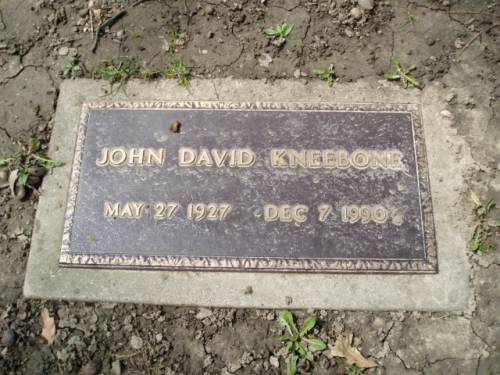 JOHN DAVID KNEEBONE
MAY 27 1927 DEC 7 1990